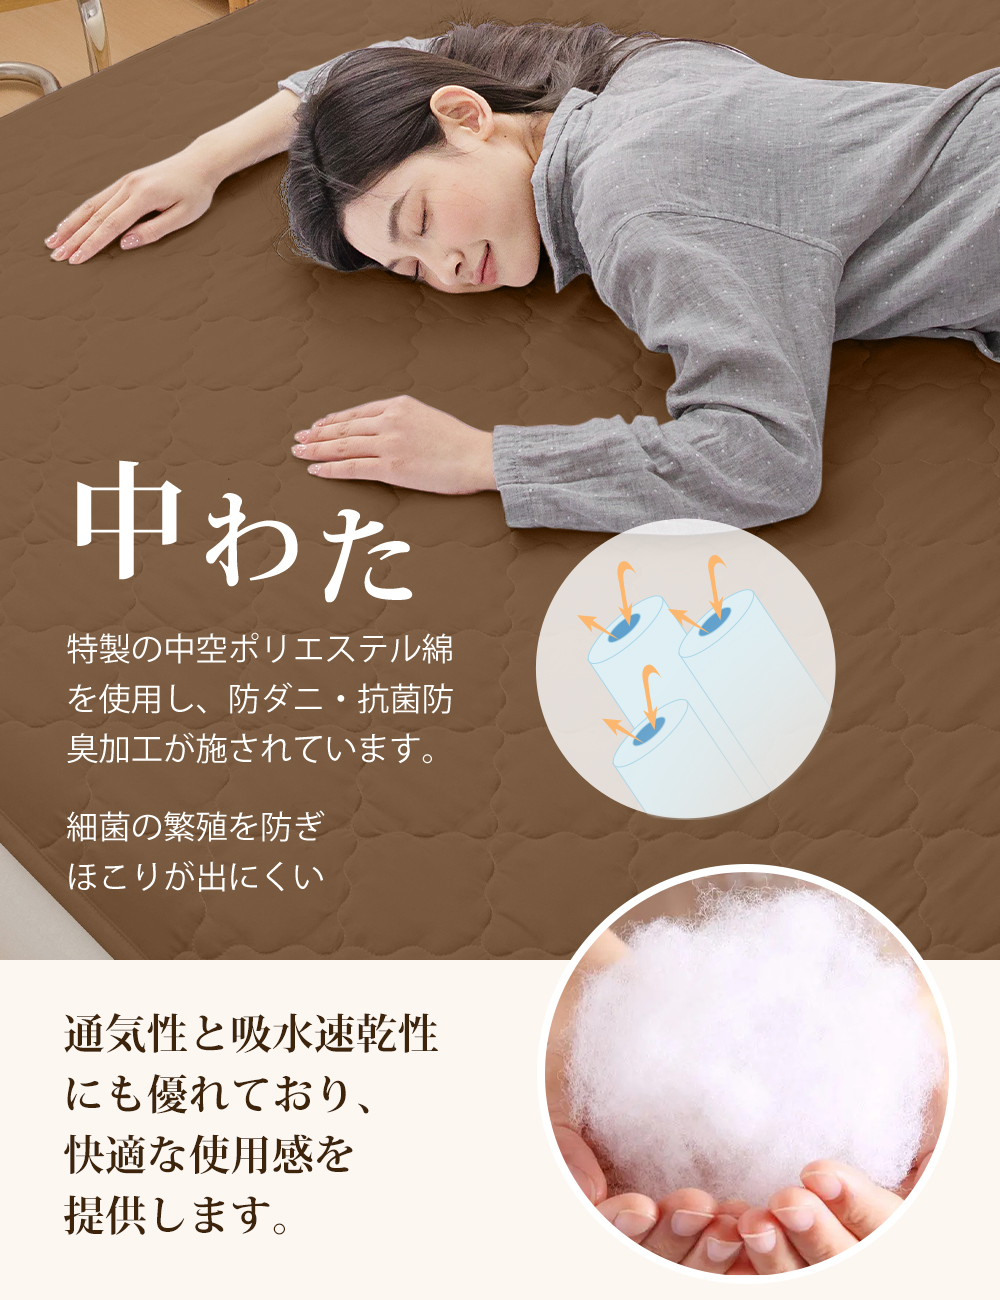 中わた
特製の中空ポリエステル綿
を使用し、防ダニ・抗菌防
臭加工が施されています。
細菌の繁殖を防ぎ
ほこりが出にくい
通気性と吸水速乾性
にも優れており、
快適な使用感を
提供します。